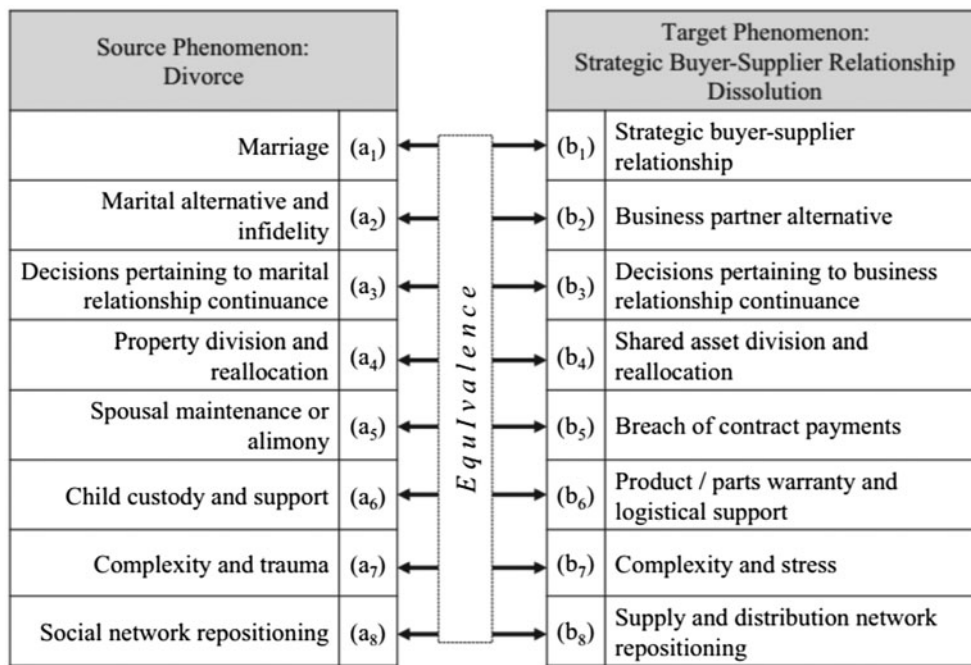 Source Phenomenon:
Divorce
Target Phenomenon:
Strategic Buyer-Supplier Relationship
Dissolution
Marriage (a₁)
(b₁) Strategic buyer-supplier
relationship
Marital alternative and
infidelity (a₂)
(b₂) Business partner alternative
Decisions pertaining to marital
relationship continuance (a₃)
(b₃) Decisions pertaining to business
relationship continuance
Property division and
reallocation (a₄)
(b₄) Shared asset division and
reallocation
Spousal maintenance or
alimony (a₅)
(b₅) Breach of contract payments
Child custody and support (a₆)
(b₆) Product / parts warranty and
logistical support
Complexity and trauma (a₇)
(b₇) Complexity and stress
Social network repositioning (a₈)
(b₈) Supply and distribution network
repositioning
EquIvalence